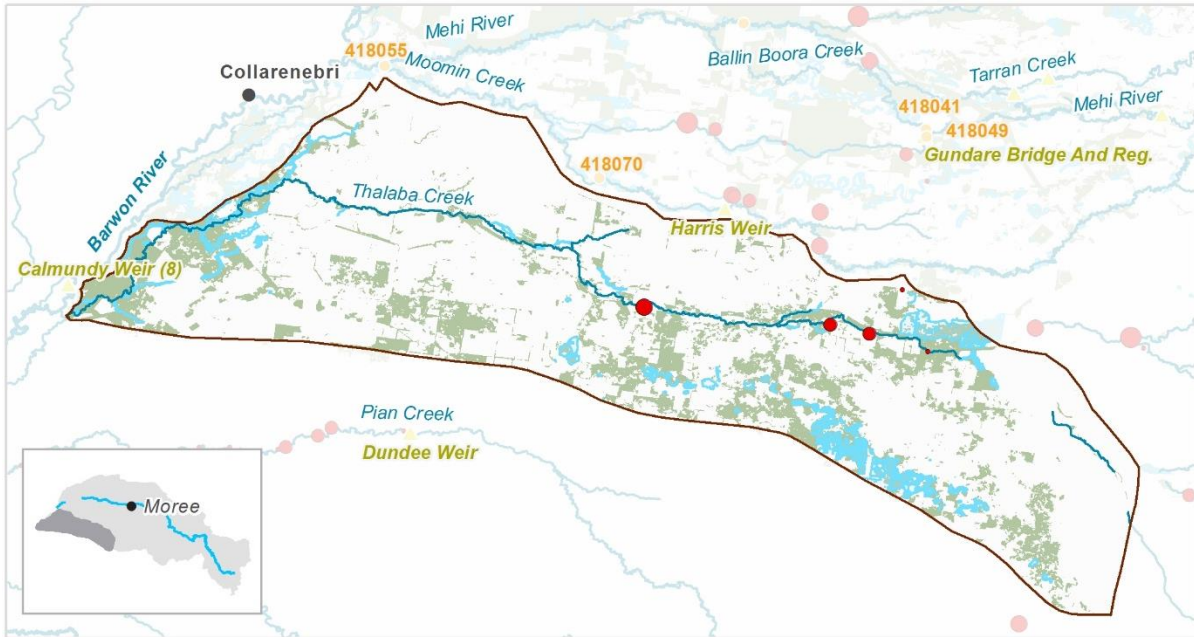 Mehi River
418055
Ballin Boora Creek
Collarenebri
Moomin Creek
Tarran Creek
Mehi River
418041
418049
Gundare Bridge And Reg.
418070
Barwon River
Thalaba Creek
Harris Weir
Calmundy Weir (8)
Pian Creek
Dundee Weir
Moree